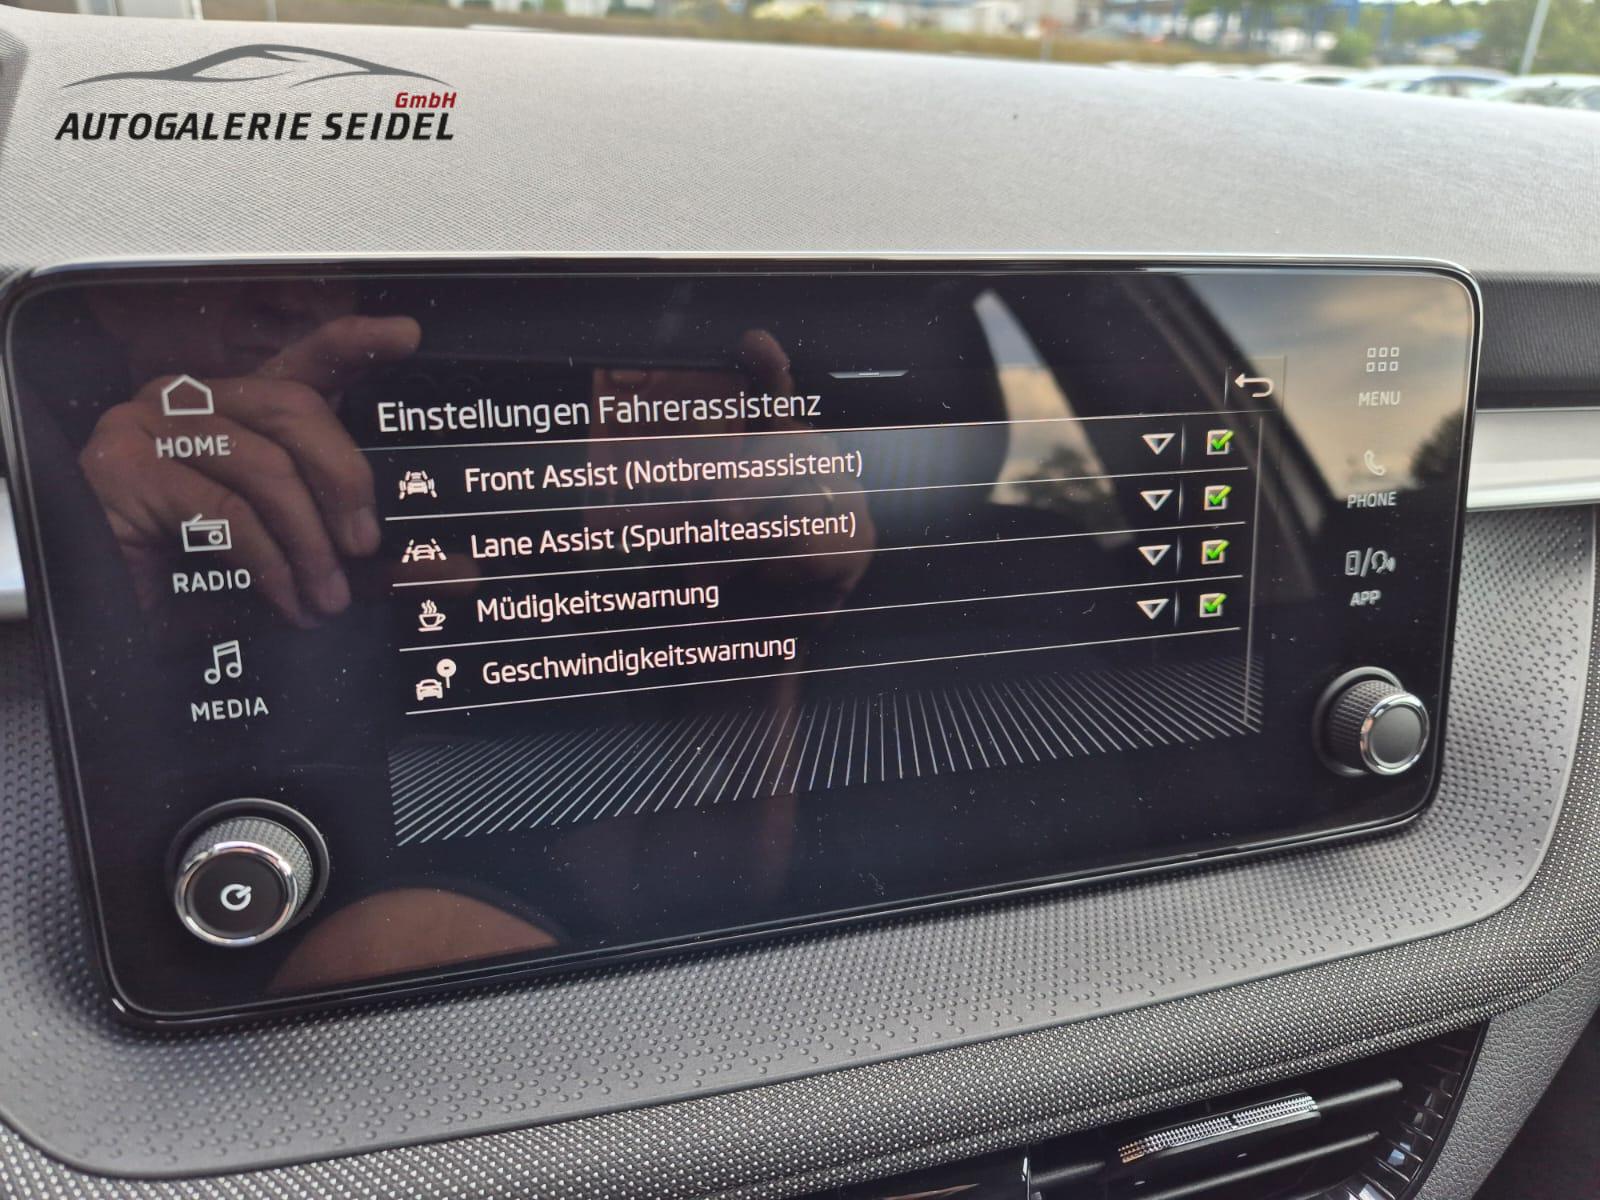 GmbH
AUTOGALERIE SEIDEL
Einstellungen Fahrerassistenz
Front Assist (Notbremsassistent)
Lane Assist (Spurhalteassistent)
Müdigkeitswarnung
Geschwindigkeitswarnung
HOME
RADIO
MEDIA
MENU
PHONE
APP